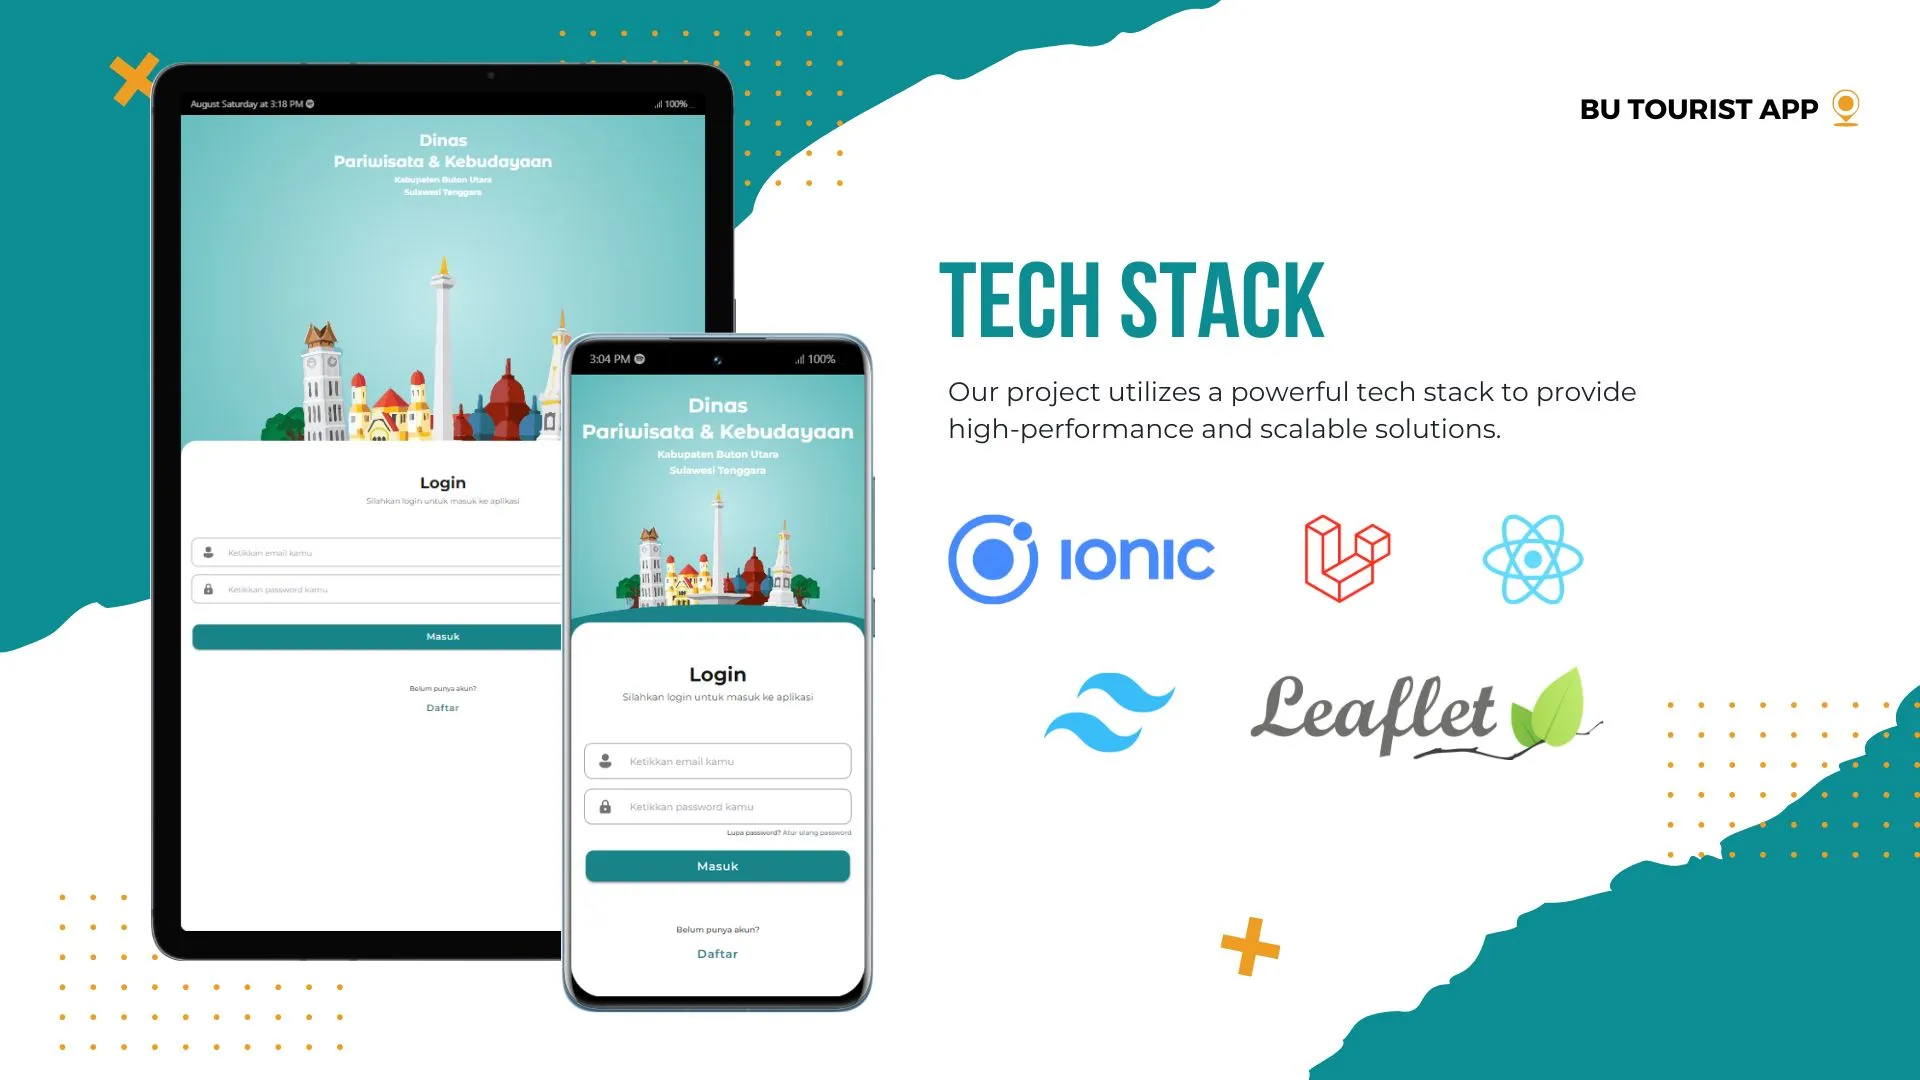 August Saturday at 3:18 PM
100%
Dinas
Pariwisata & Kebudayaan
Kabupaten Buton Utara
Sulawesi Tenggara
Login
Silahkan login untuk masuk ke aplikasi
Ketikkan email kamu
Ketikkan password kamu
Masuk
Belum punya akun?
Daftar
3:04 PM
100%
Dinas
Pariwisata & Kebudayaan
Kabupaten Buton Utara
Sulawesi Tenggara
Login
Silahkan login untuk masuk ke aplikasi
Ketikkan email kamu
Ketikkan password kamu
Lupa password? Atur ulang password
Masuk
Belum punya akun?
Daftar
BU TOURIST APP
TECH STACK
Our project utilizes a powerful tech stack to provide
high-performance and scalable solutions.
IONIC
Leaflet